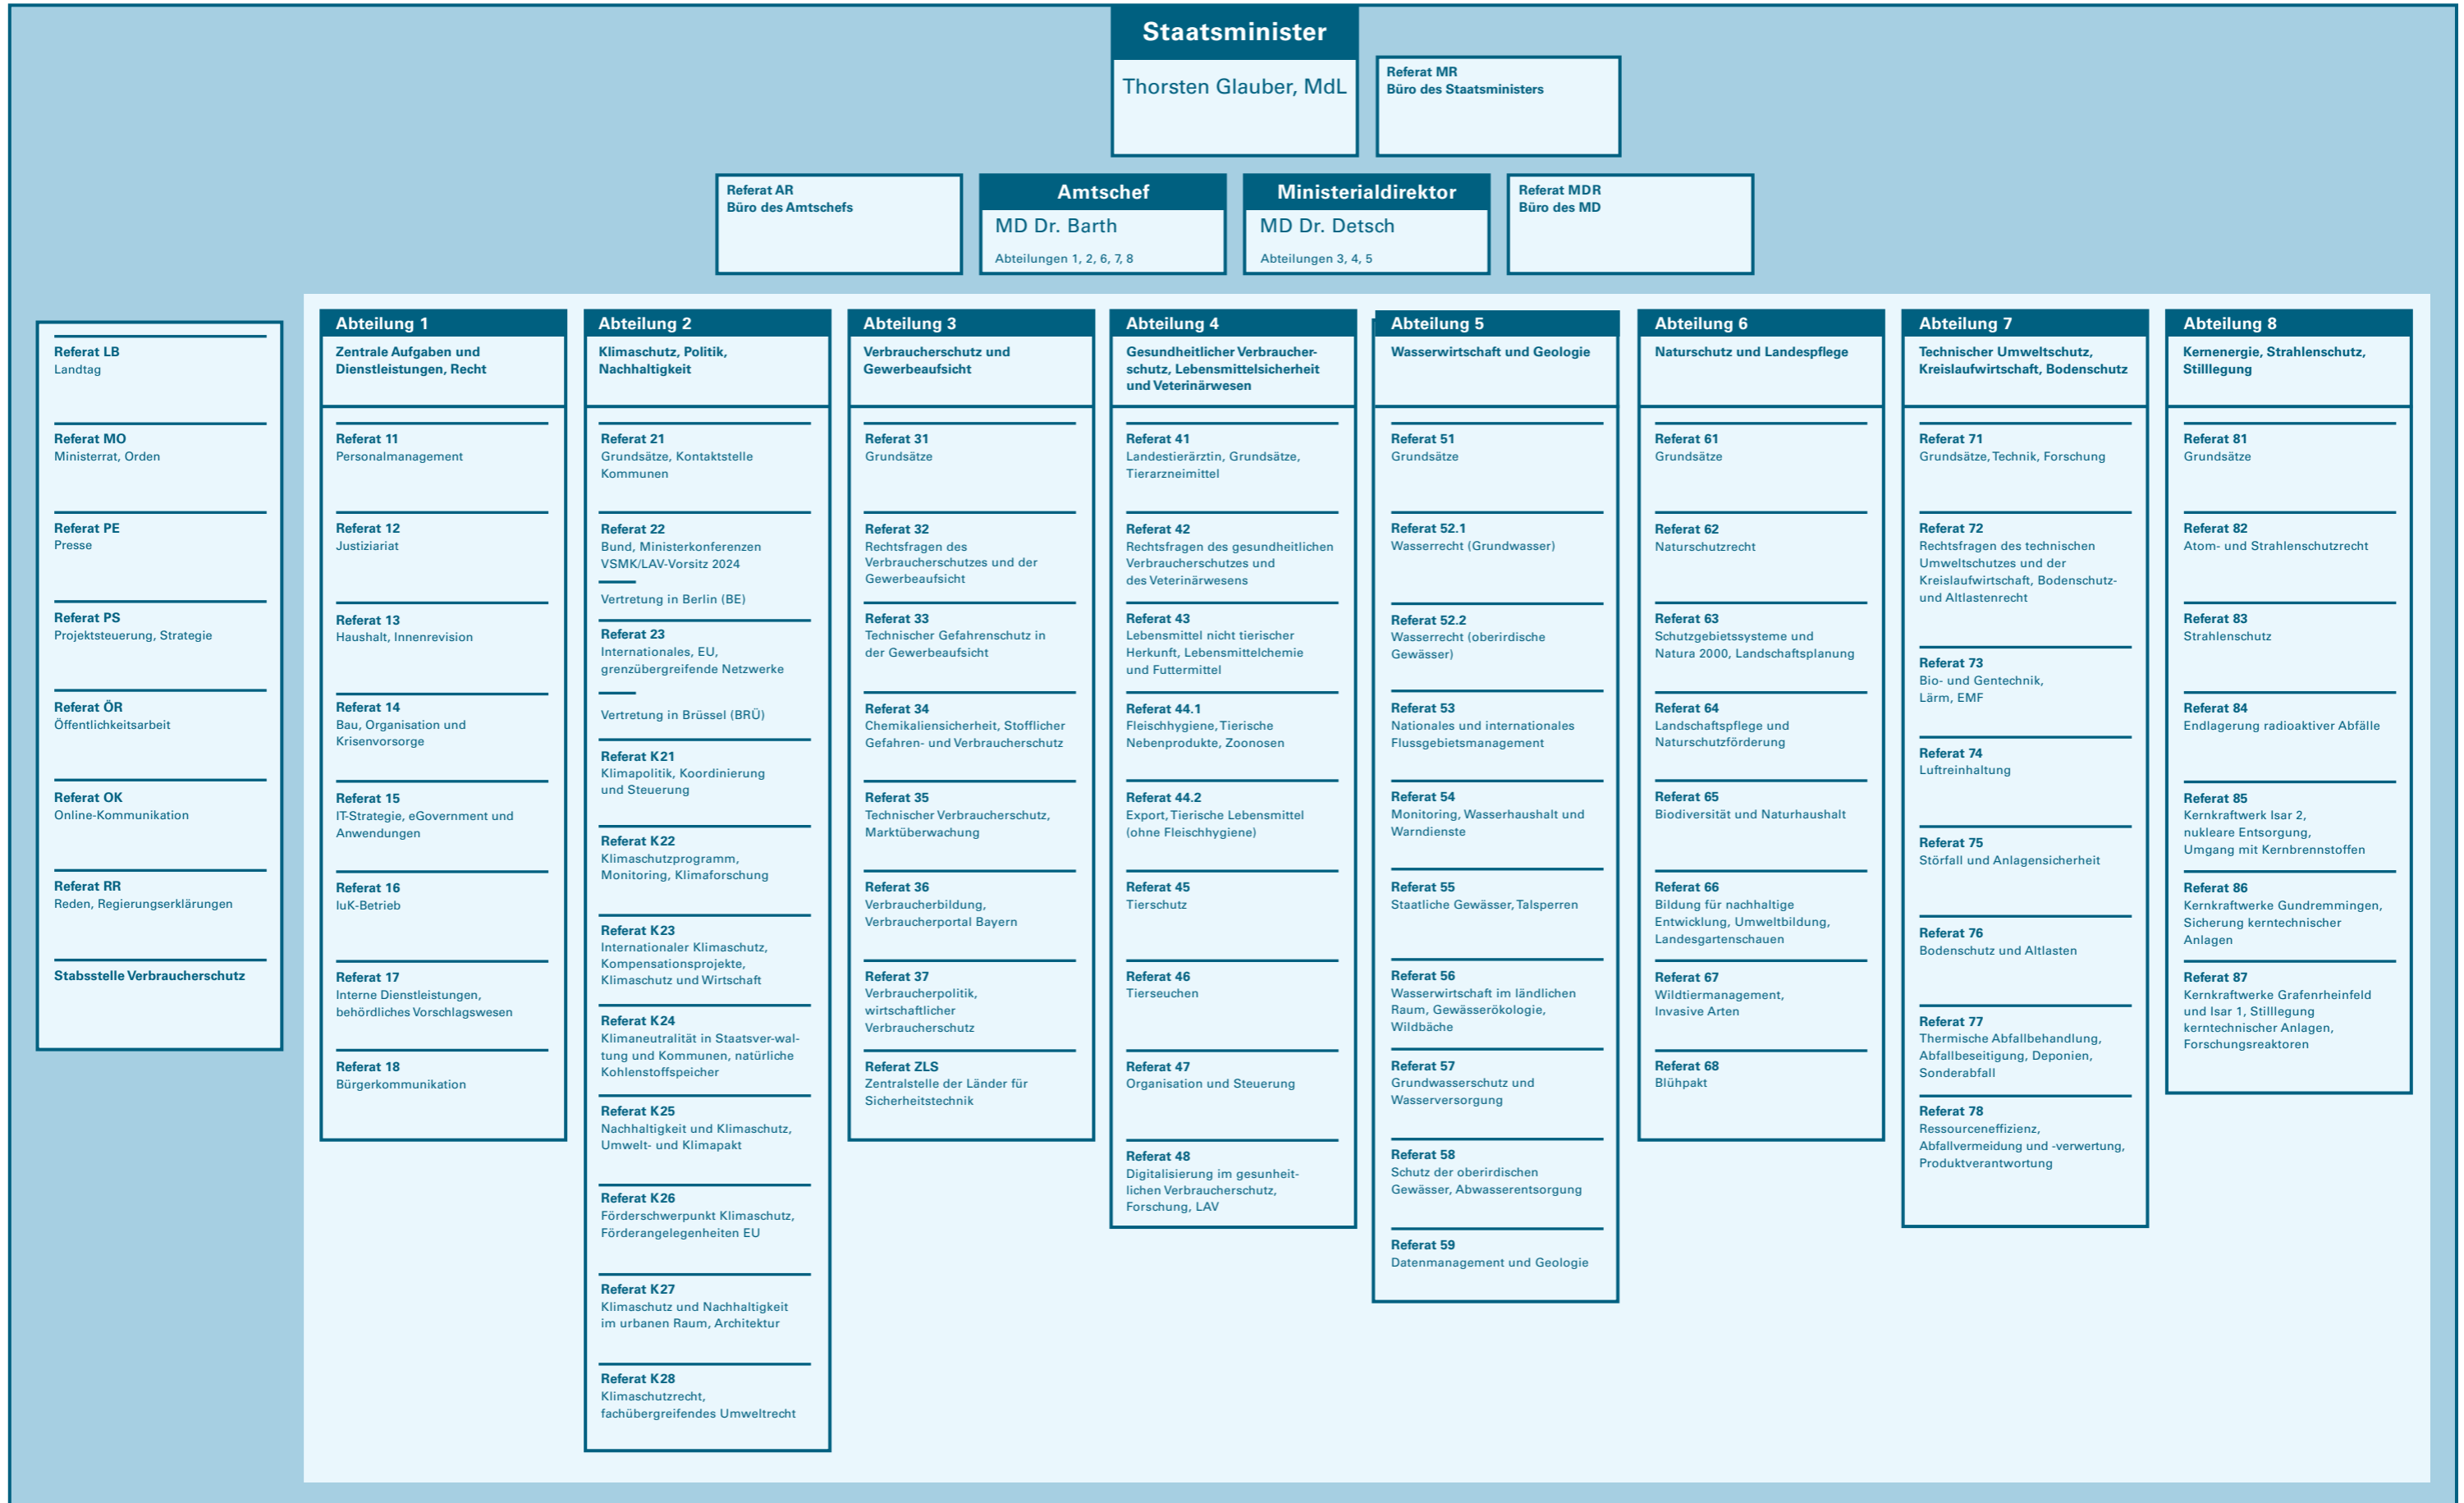 Staatsminister
Thorsten Glauber, MdL
Referat MR
Büro des Staatsministers
Referat AR
Büro des Amtschefs
Amtschef
MD Dr. Barth
Abteilungen 1, 2, 6, 7, 8
Ministerialdirektor
MD Dr. Detsch
Abteilungen 3, 4, 5
Referat MDR
Büro des MD
Referat LB
Landtag
Referat MO
Ministerrat, Orden
Referat PE
Presse
Referat PS
Projektsteuerung, Strategie
Referat ÖR
Öffentlichkeitsarbeit
Referat OK
Online-Kommunikation
Referat RR
Reden, Regierungserklärungen
Stabsstelle Verbraucherschutz
Abteilung 1
Zentrale Aufgaben und
Dienstleistungen, Recht
Referat 11
Personalmanagement
Referat 12
Justiziariat
Referat 13
Haushalt, Innenrevision
Referat 14
Bau, Organisation und
Krisenvorsorge
Referat 15
IT-Strategie, eGovernment und
Anwendungen
Referat 16
IuK-Betrieb
Referat 17
Interne Dienstleistungen,
behördliches Vorschlagswesen
Referat 18
Bürgerkommunikation
Abteilung 2
Klimaschutz, Politik,
Nachhaltigkeit
Referat 21
Grundsätze, Kontaktstelle
Kommunen
Referat 22
Bund, Ministerkonferenzen
VSMK/LAV-Vorsitz 2024
Vertretung in Berlin (BE)
Referat 23
Internationales, EU,
grenzübergreifende Netzwerke
Vertretung in Brüssel (BRÜ)
Referat K21
Klimapolitik, Koordinierung
und Steuerung
Referat K22
Klimaschutzprogramm,
Monitoring, Klimaforschung
Referat K23
Internationaler Klimaschutz,
Kompensationsprojekte,
Klimaschutz und Wirtschaft
Referat K24
Klimaneutralität in Staatsver-wal-
tung und Kommunen, natürliche
Kohlenstoffspeicher
Referat K25
Nachhaltigkeit und Klimaschutz,
Umwelt- und Klimapakt
Referat K26
Förderschwerpunkt Klimaschutz,
Förderangelegenheiten EU
Referat K27
Klimaschutz und Nachhaltigkeit
im urbanen Raum, Architektur
Referat K28
Klimaschutzrecht,
fachübergreifendes Umweltrecht
Abteilung 3
Verbraucherschutz und
Gewerbeaufsicht
Referat 31
Grundsätze
Referat 32
Rechtsfragen des
Verbraucherschutzes und der
Gewerbeaufsicht
Referat 33
Technischer Gefahrenschutz in
der Gewerbeaufsicht
Referat 34
Chemikaliensicherheit, Stofflicher
Gefahren- und Verbraucherschutz
Referat 35
Technischer Verbraucherschutz,
Marktüberwachung
Referat 36
Verbraucherbildung,
Verbraucherportal Bayern
Referat 37
Verbraucherpolitik,
wirtschaftlicher
Verbraucherschutz
Referat ZLS
Zentralstelle der Länder für
Sicherheitstechnik
Abteilung 4
Gesundheitlicher Verbraucher-
schutz, Lebensmittelsicherheit
und Veterinärwesen
Referat 41
Landestierärztin, Grundsätze,
Tierarzneimittel
Referat 42
Rechtsfragen des gesundheitlichen
Verbraucherschutzes und
des Veterinärwesens
Referat 43
Lebensmittel nicht tierischer
Herkunft, Lebensmittelchemie
und Futtermittel
Referat 44.1
Fleischhygiene, Tierische
Nebenprodukte, Zoonosen
Referat 44.2
Export, Tierische Lebensmittel
(ohne Fleischhygiene)
Referat 45
Tierschutz
Referat 46
Tierseuchen
Referat 47
Organisation und Steuerung
Referat 48
Digitalisierung im gesunheit-
lichen Verbraucherschutz,
Forschung, LAV
Abteilung 5
Wasserwirtschaft und Geologie
Referat 51
Grundsätze
Referat 52.1
Wasserrecht (Grundwasser)
Referat 52.2
Wasserrecht (oberirdische
Gewässer)
Referat 53
Nationales und internationales
Flussgebietsmanagement
Referat 54
Monitoring, Wasserhaushalt und
Warndienste
Referat 55
Staatliche Gewässer, Talsperren
Referat 56
Wasserwirtschaft im ländlichen
Raum, Gewässerökologie,
Wildbäche
Referat 57
Grundwasserschutz und
Wasserversorgung
Referat 58
Schutz der oberirdischen
Gewässer, Abwasserentsorgung
Referat 59
Datenmanagement und Geologie
Abteilung 6
Naturschutz und Landespflege
Referat 61
Grundsätze
Referat 62
Naturschutzrecht
Referat 63
Schutzgebietssysteme und
Natura 2000, Landschaftsplanung
Referat 64
Landschaftspflege und
Naturschutzförderung
Referat 65
Biodiversität und Naturhaushalt
Referat 66
Bildung für nachhaltige
Entwicklung, Umweltbildung,
Landesgartenschauen
Referat 67
Wildtiermanagement,
Invasive Arten
Referat 68
Blühpakt
Abteilung 7
Technischer Umweltschutz,
Kreislaufwirtschaft, Bodenschutz
Referat 71
Grundsätze, Technik, Forschung
Referat 72
Rechtsfragen des technischen
Umweltschutzes und der
Kreislaufwirtschaft, Bodenschutz-
und Altlastenrecht
Referat 73
Bio- und Gentechnik,
Lärm, EMF
Referat 74
Luftreinhaltung
Referat 75
Störfall und Anlagensicherheit
Referat 76
Bodenschutz und Altlasten
Referat 77
Thermische Abfallbehandlung,
Abfallbeseitigung, Deponien,
Sonderabfall
Referat 78
Ressourceneffizienz,
Abfallvermeidung und -verwertung,
Produktverantwortung
Abteilung 8
Kernenergie, Strahlenschutz,
Stilllegung
Referat 81
Grundsätze
Referat 82
Atom- und Strahlenschutzrecht
Referat 83
Strahlenschutz
Referat 84
Endlagerung radioaktiver Abfälle
Referat 85
Kernkraftwerk Isar 2,
nukleare Entsorgung,
Umgang mit Kernbrennstoffen
Referat 86
Kernkraftwerke Gundremmingen,
Sicherung kerntechnischer
Anlagen
Referat 87
Kernkraftwerke Grafenrheinfeld
und Isar 1, Stilllegung
kerntechnischer Anlagen,
Forschungsreaktoren